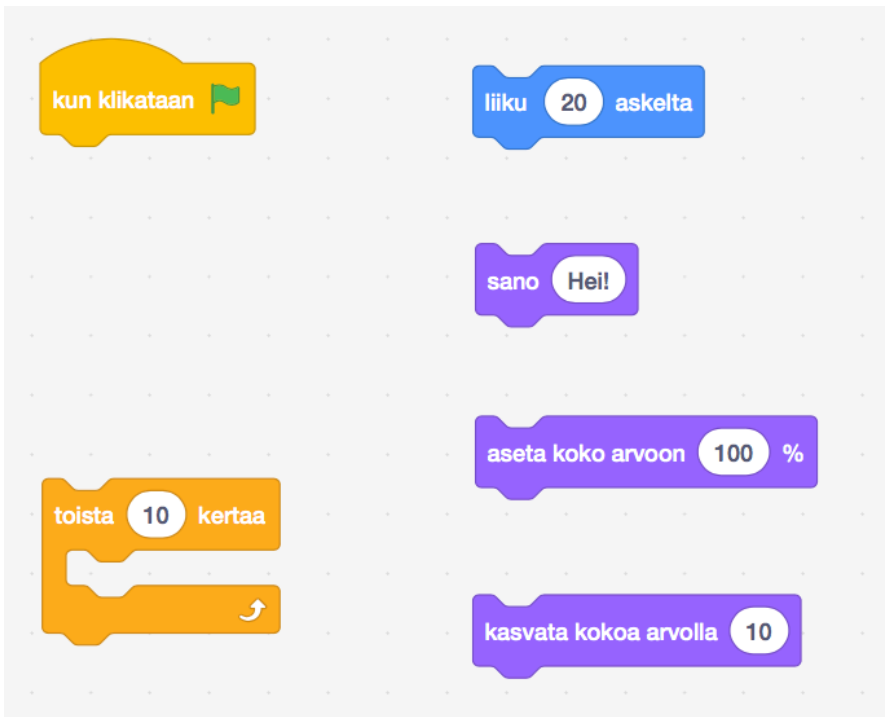 kun klikataan
liiku 20 askelta
sano Hei!
aseta koko arvoon 100 %
toista 10 kertaa
kasvata kokoa arvolla 10